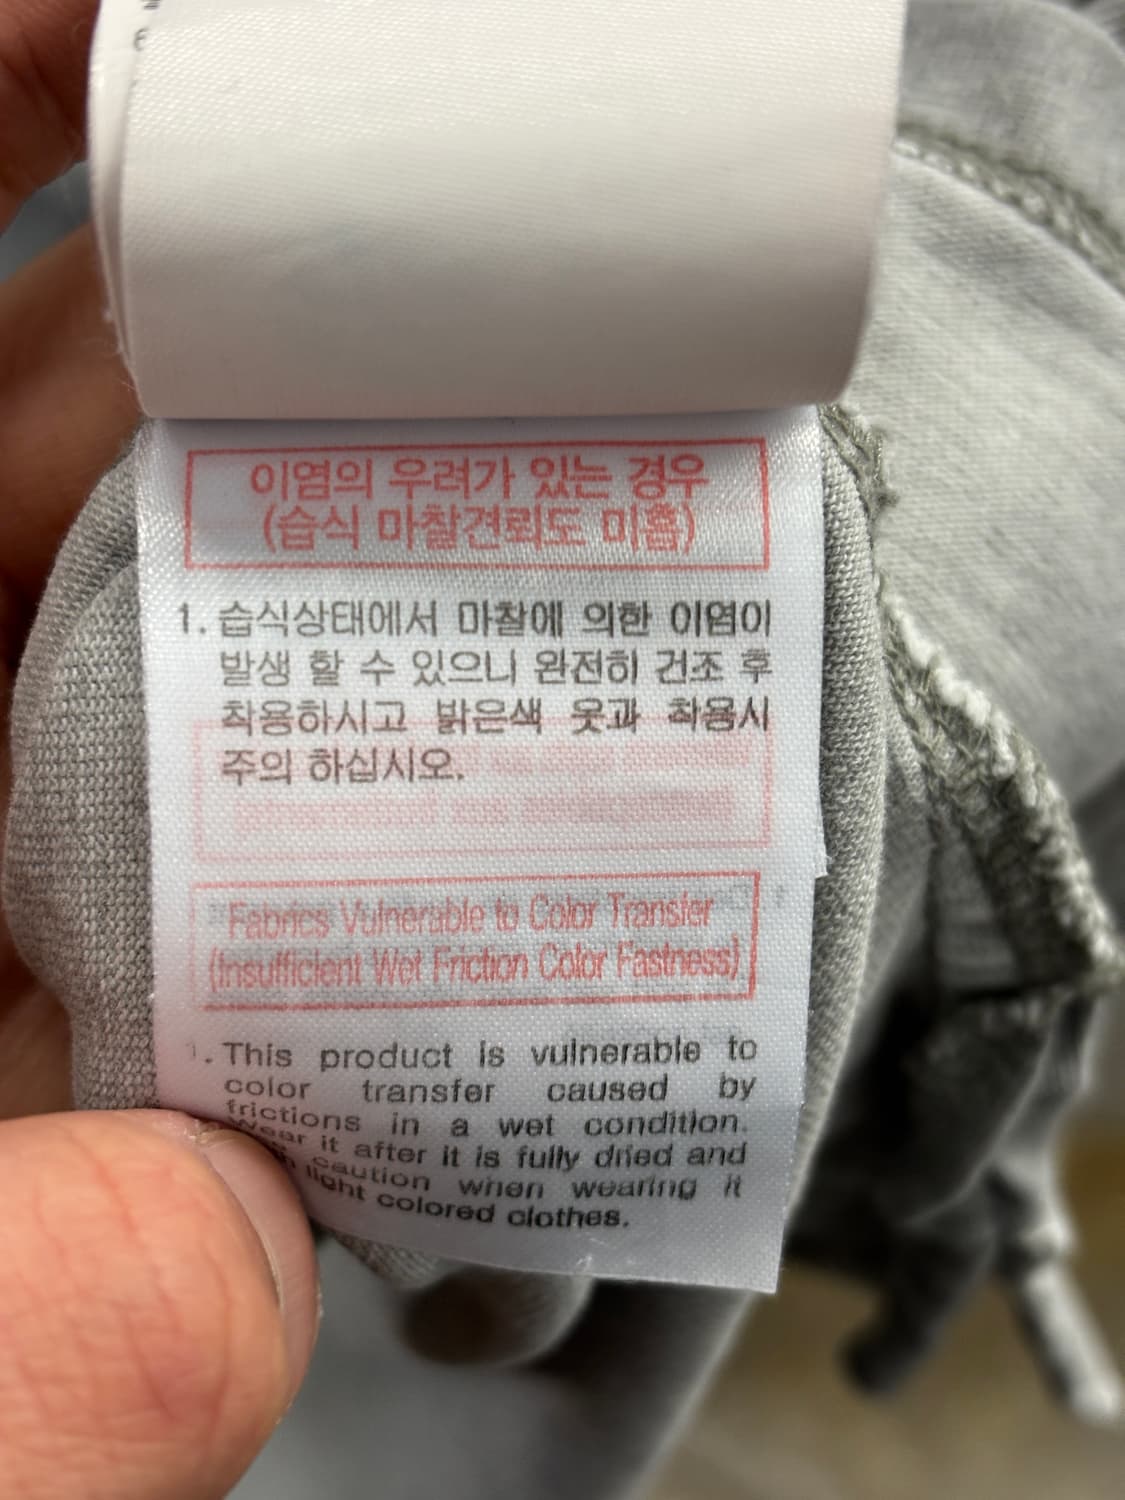 이염의 우려가 있는 경우
(습식 마찰견뢰도 미흡)
1. 습식상태에서 마찰에 의한 이염이
발생 할 수 있으니 완전히 건조 후
착용하시고 밝은색 옷과 착용시
주의 하십시오.
Fabrics Vulnerable to Color Transfer
(Insufficient Wet Friction Color Fastness)
1. This product is vulnerable to
color transfer caused by
frictions in a wet condition.
Wear it after it is fully dried and
caution when wearing it
light colored clothes.